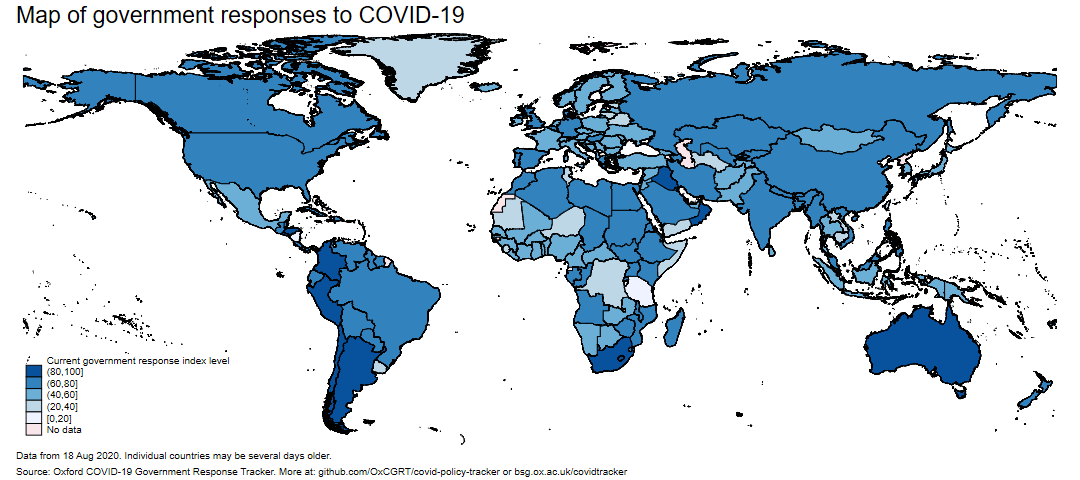 Map of government responses to COVID-19
Current government response index level
(80,100]
(60,80]
(40,60]
(20,40]
[0,20]
No data
Data from 18 Aug 2020. Individual countries may be several days older.
Source: Oxford COVID-19 Government Response Tracker. More at: github.com/OxCGRT/covid-policy-tracker or bsg.ox.ac.uk/covidtracker